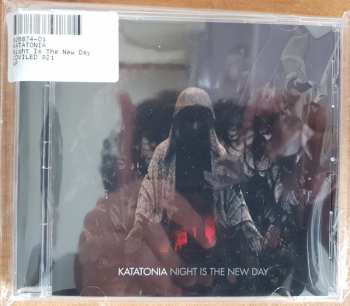 KATATONIA
Night Is The New Day
KATATONIA NIGHT IS THE NEW DAY